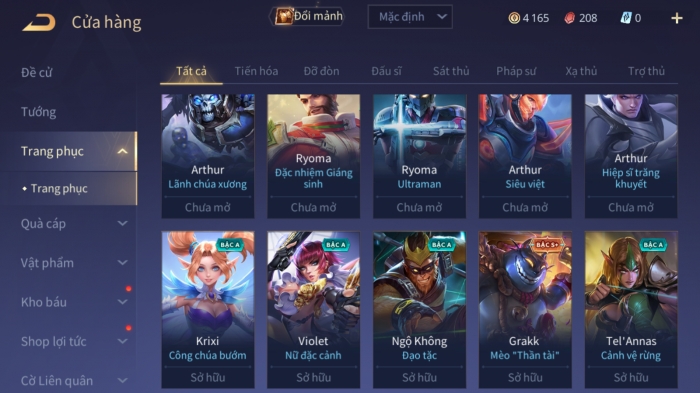 Cửa hàng
Đổi mảnh
Mặc định
4 165
208
0
Đề cử
Tướng
Trang phục
Trang phục
Quà cáp
Vật phẩm
Kho báu
Shop lợi tức
Cờ Liên quân
Tất cả
Tiến hóa
Đỡ đòn
Đấu sĩ
Sát thủ
Pháp sư
Xạ thủ
Trợ thủ
Arthur
Lãnh chúa xương
Chưa mở
Ryoma
Đặc nhiệm Giáng
sinh
Chưa mở
Ryoma
Ultraman
Chưa mở
Arthur
Siêu việt
Chưa mở
Arthur
Hiệp sĩ trăng
khuyết
Chưa mở
BẬC A
Krixi
Công chúa bướm
Sở hữu
BẬC A
Violet
Nữ đặc cảnh
Sở hữu
BẬC A
Ngộ Không
Đạo tặc
Sở hữu
BẬC S+
Grakk
Mèo "Thần tài"
Sở hữu
BẬC A
Tel'Annas
Cảnh vệ rừng
Sở hữu